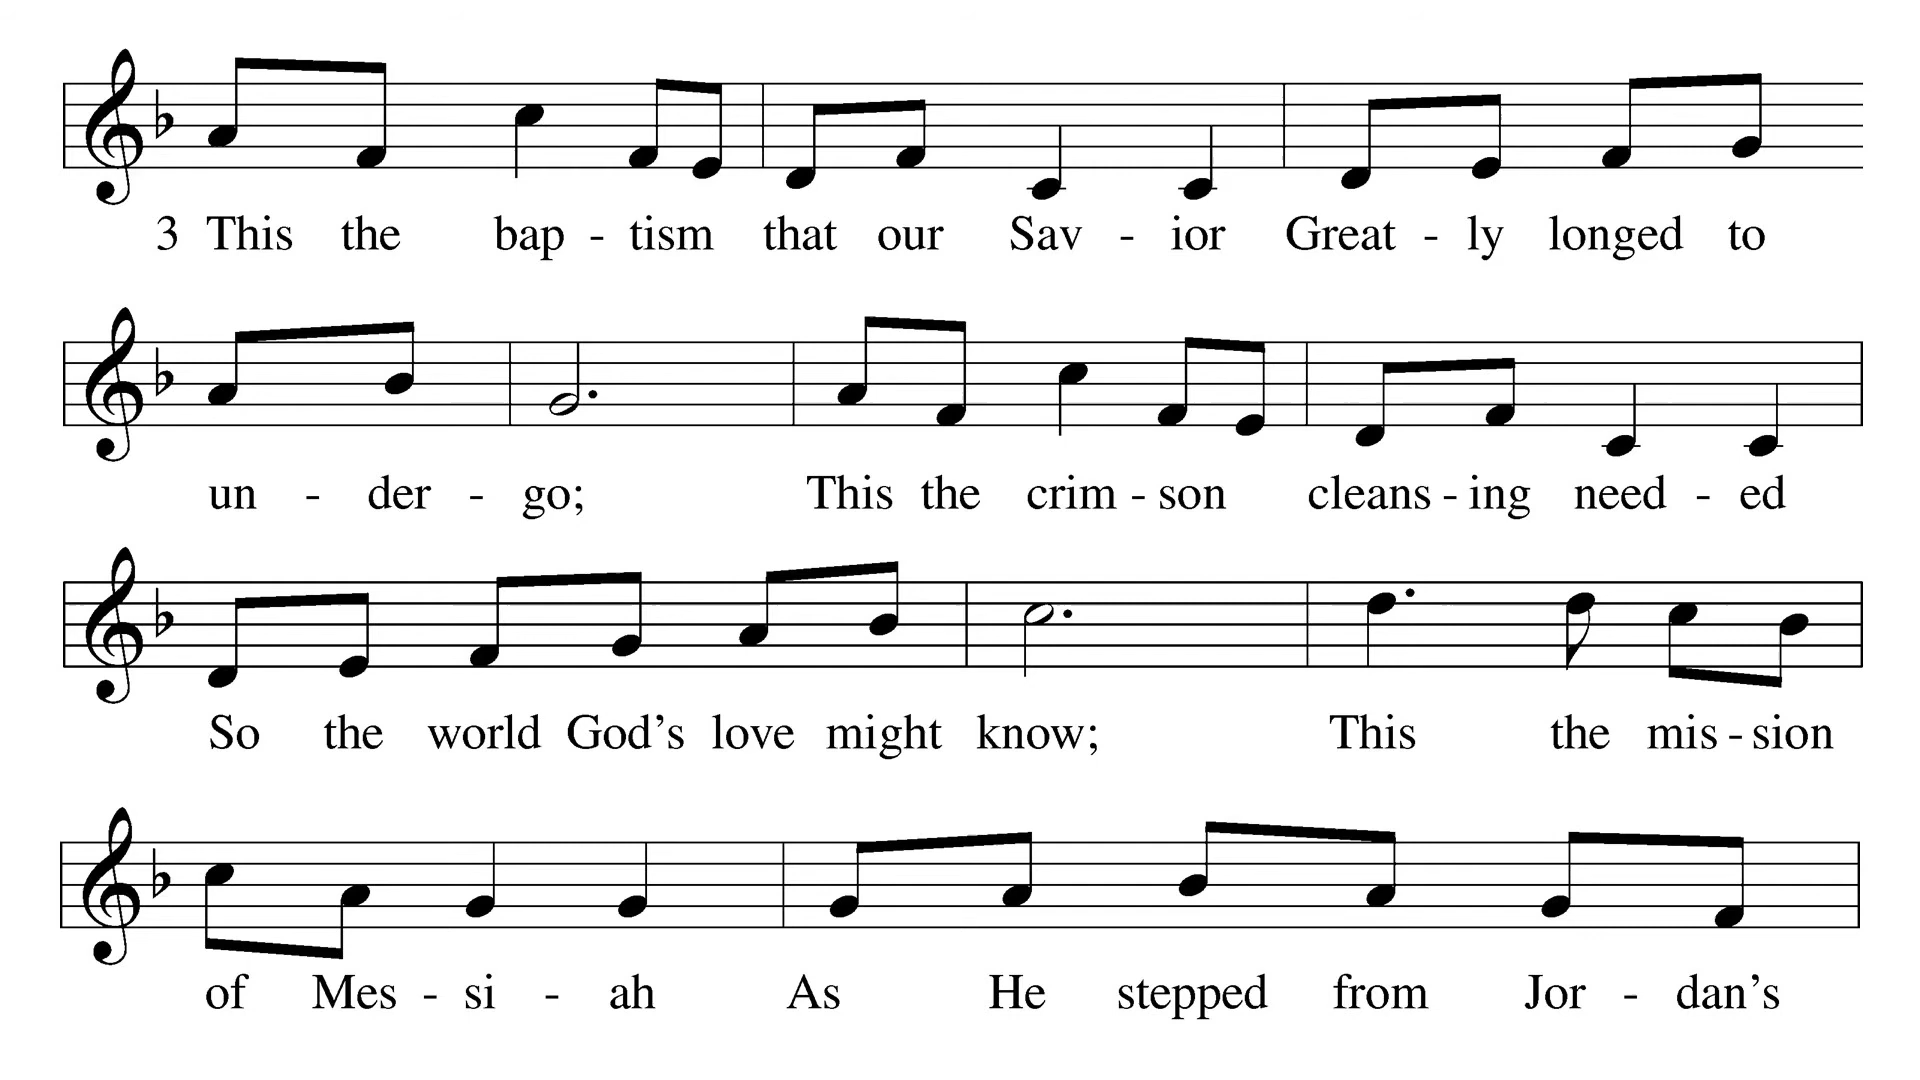 3 This the bap - tism that our Sav - ior Great - ly longed to
un - der - go; This the crim - son cleans - ing need - ed
So the world God’s love might know; This the mis - sion
of Mes - si - ah As He stepped from Jor - dan’s